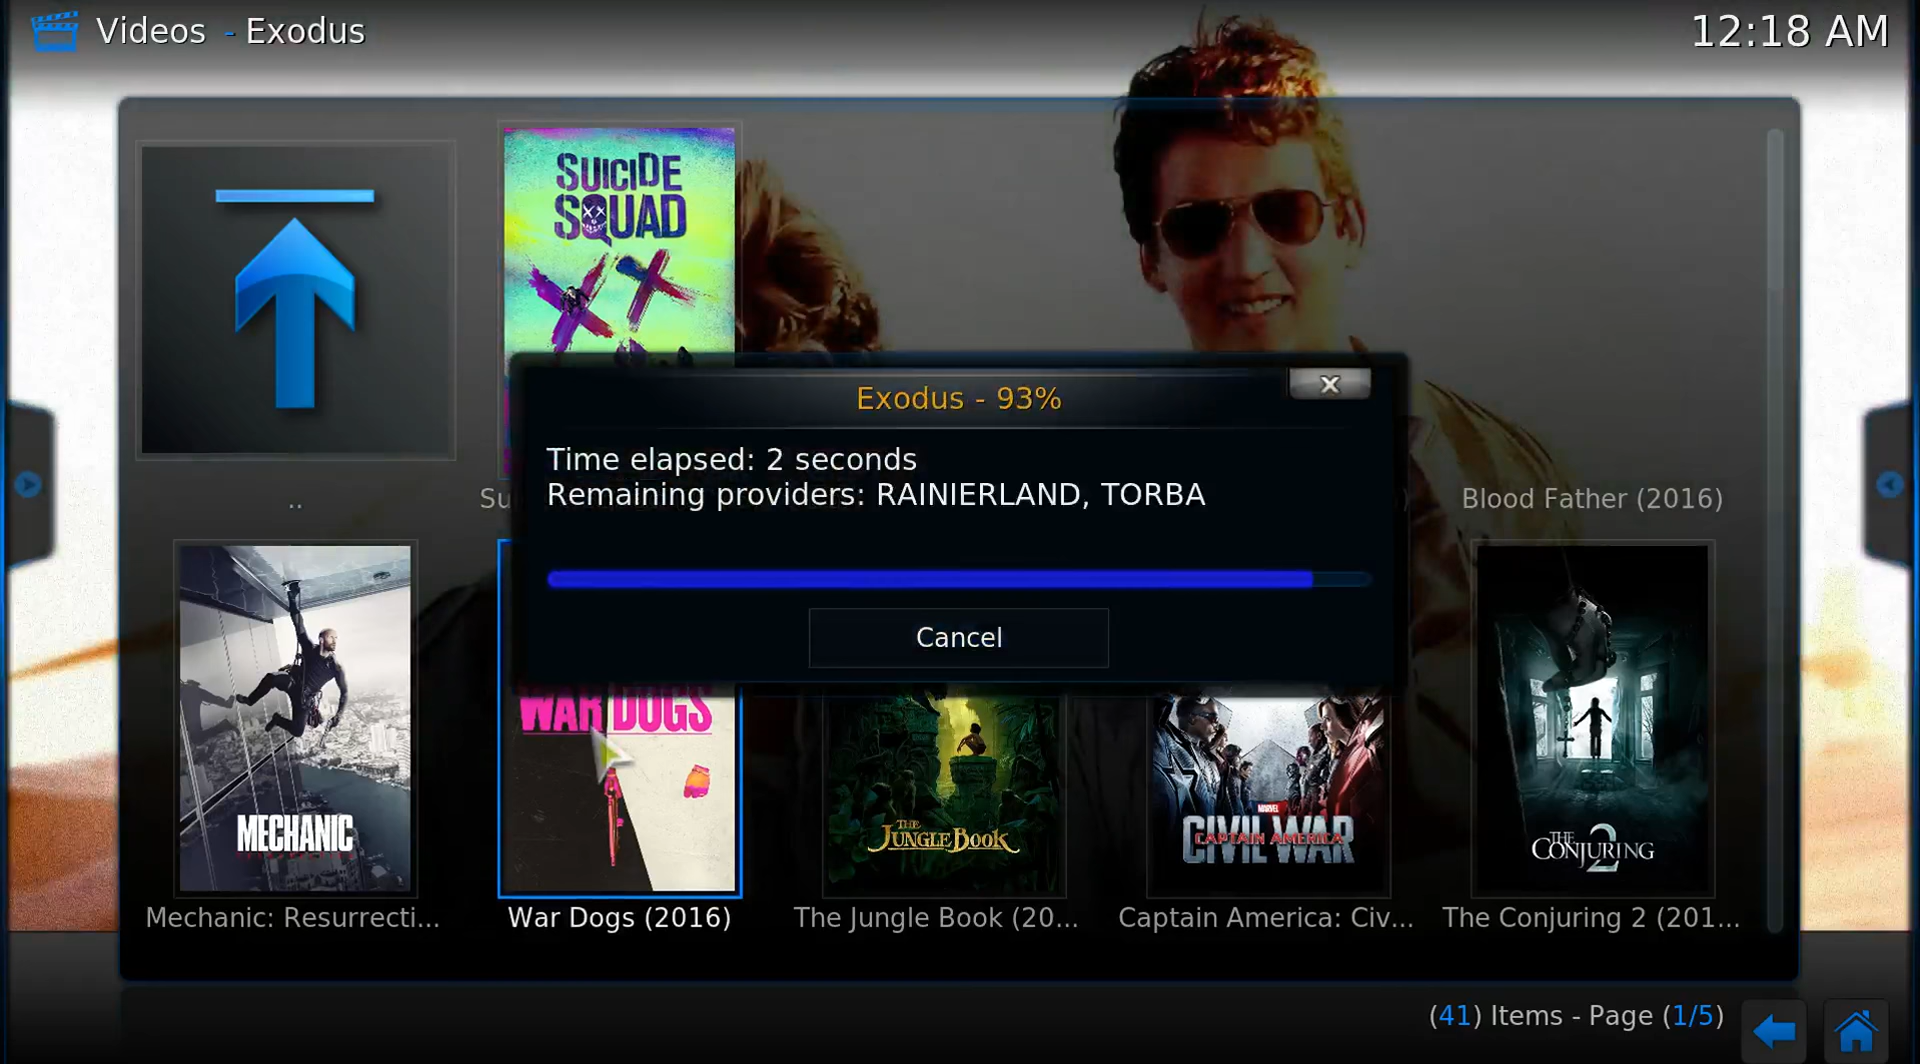 Videos - Exodus
12:18 AM
SUICIDE
SQUAD
Exodus - 93%
Time elapsed: 2 seconds
Remaining providers: RAINIERLAND, TORBA
Cancel
..
Su
)
Blood Father (2016)
MECHANIC
WAR DOGS
THE
JUNGLE BOOK
MARVEL
CAPTAIN AMERICA
CIVIL WAR
THE
CONJURING
2
Mechanic: Resurrecti...
War Dogs (2016)
The Jungle Book (20...
Captain America: Civ...
The Conjuring 2 (201...
(41) Items - Page (1/5)